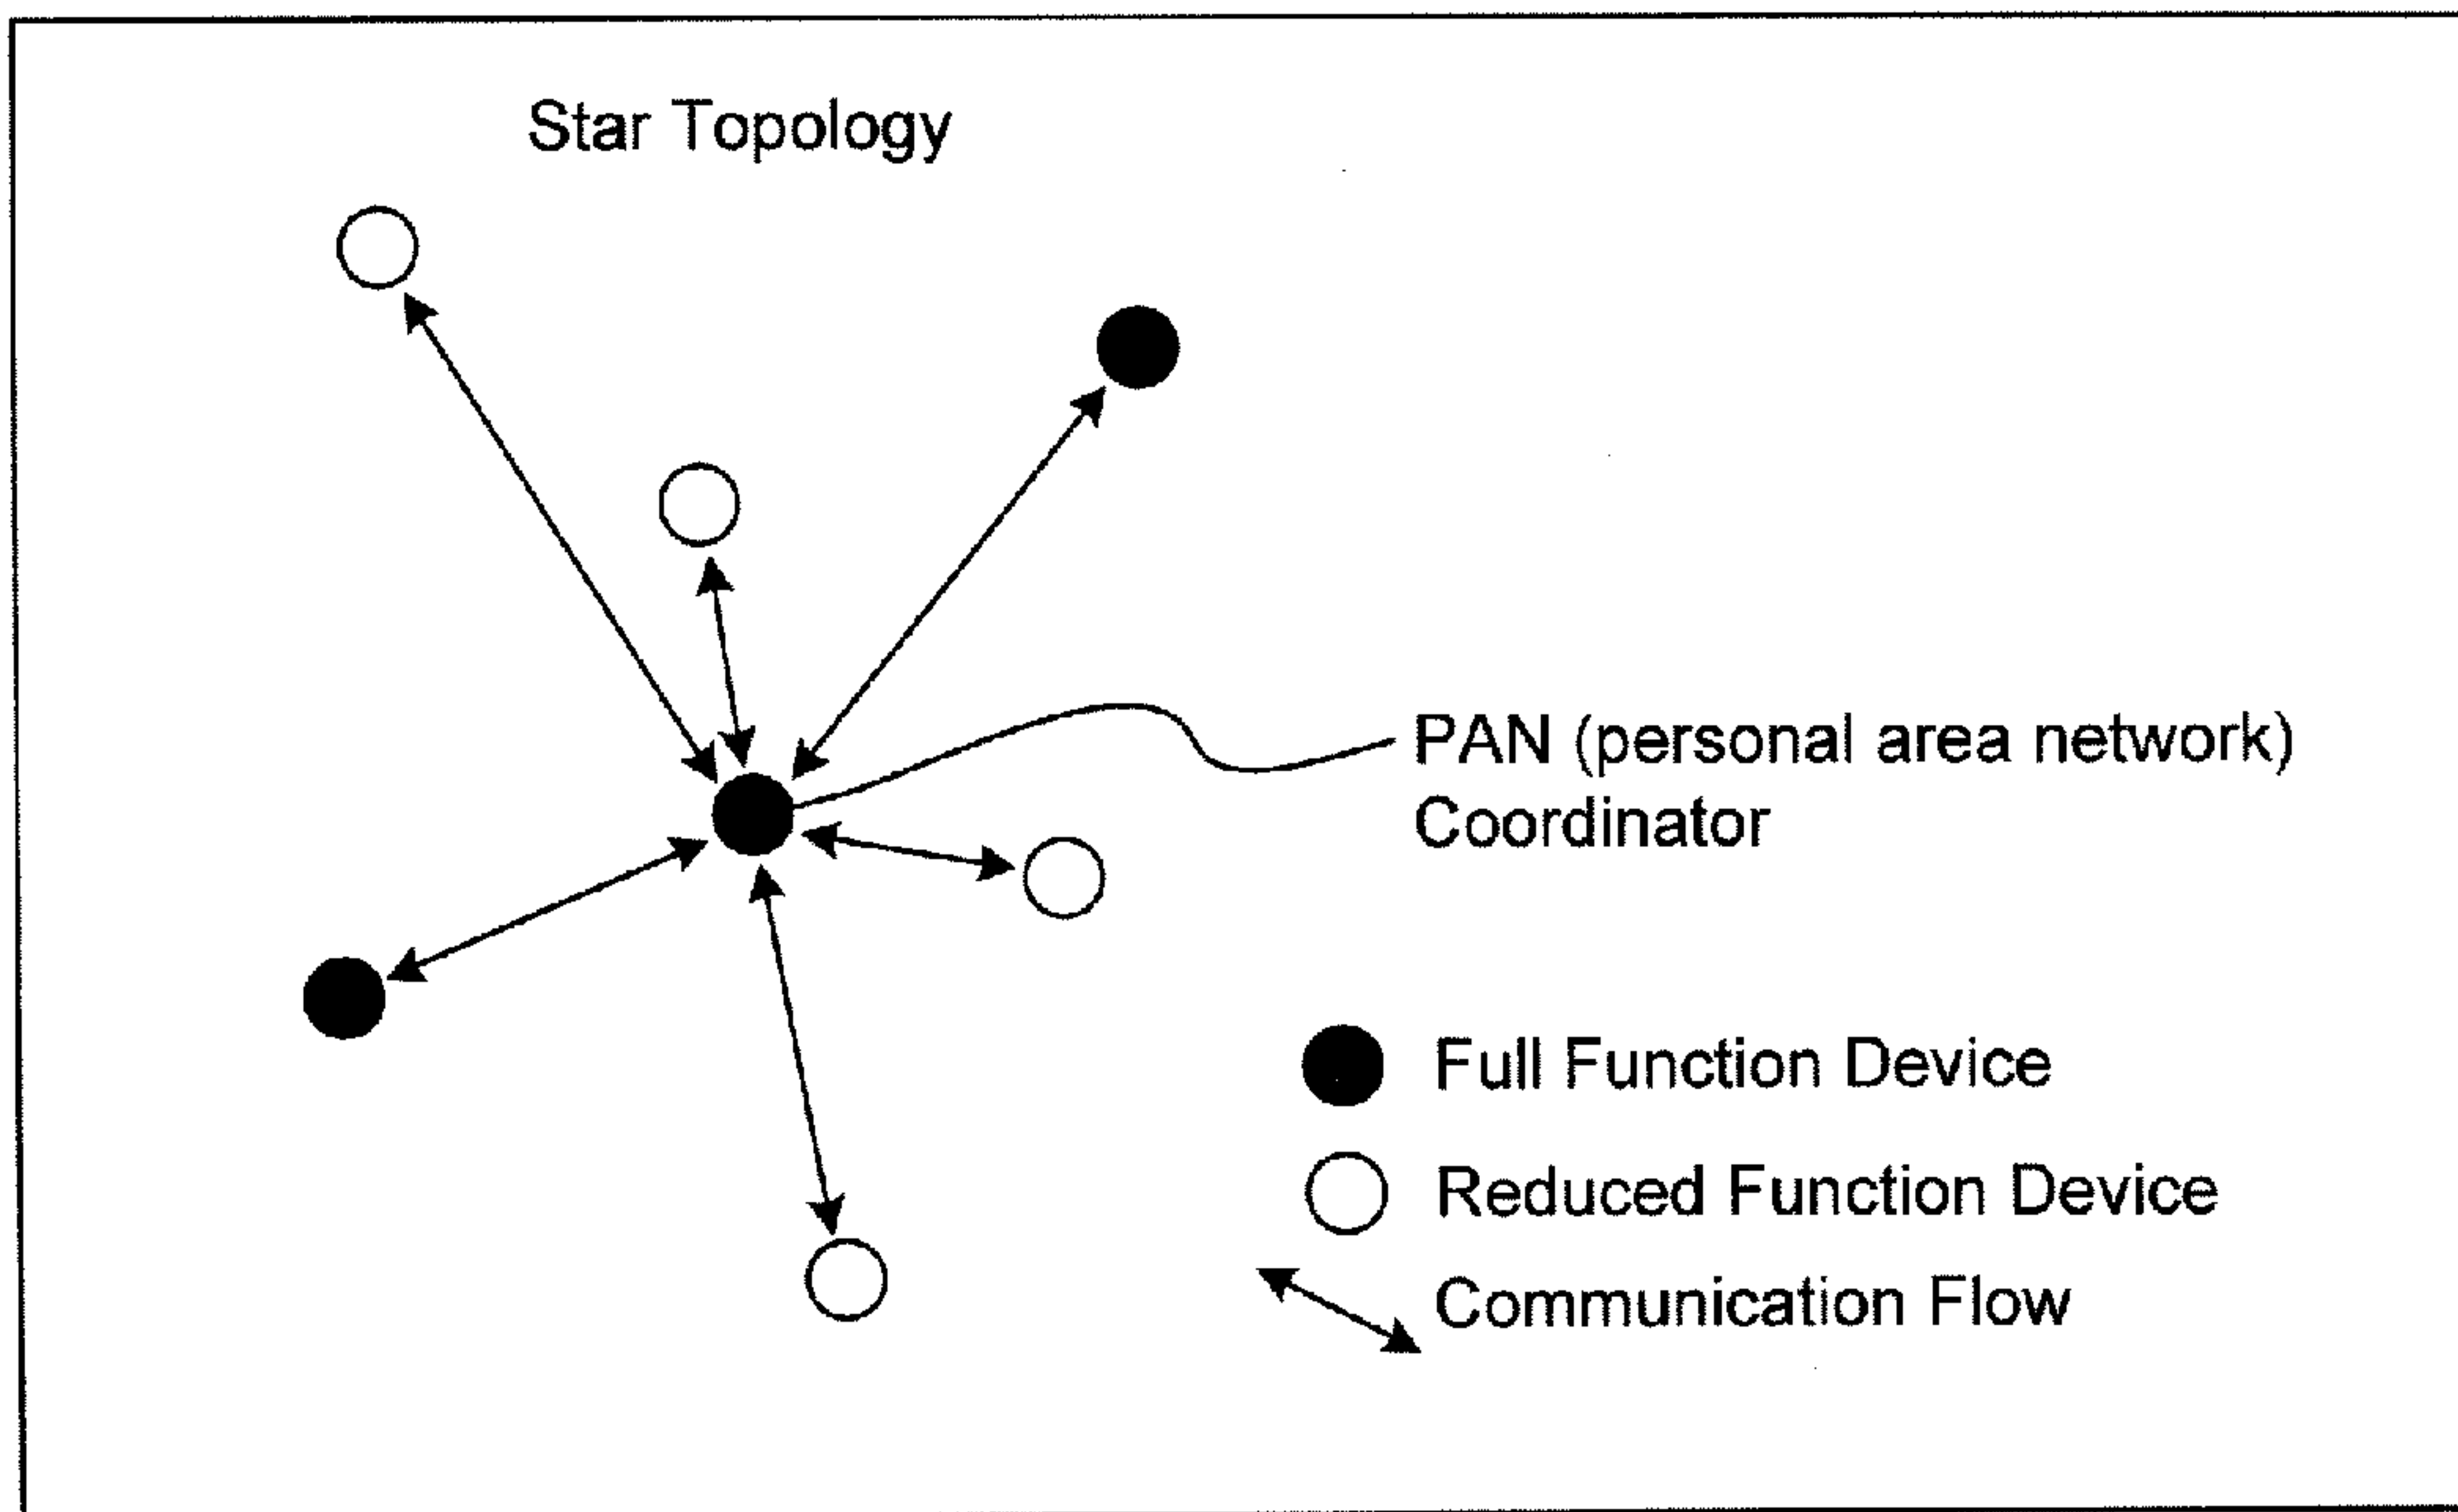 Star Topology
PAN (personal area network)
Coordinator
Full Function Device
Reduced Function Device
Communication Flow